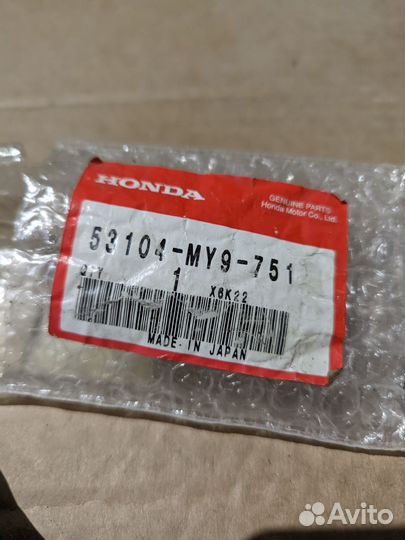 HONDA
GENUINE PARTS
Honda Motor Co., Ltd.
53104-MY9-751
QTY 1 X6K22
MADE IN JAPAN
Avito